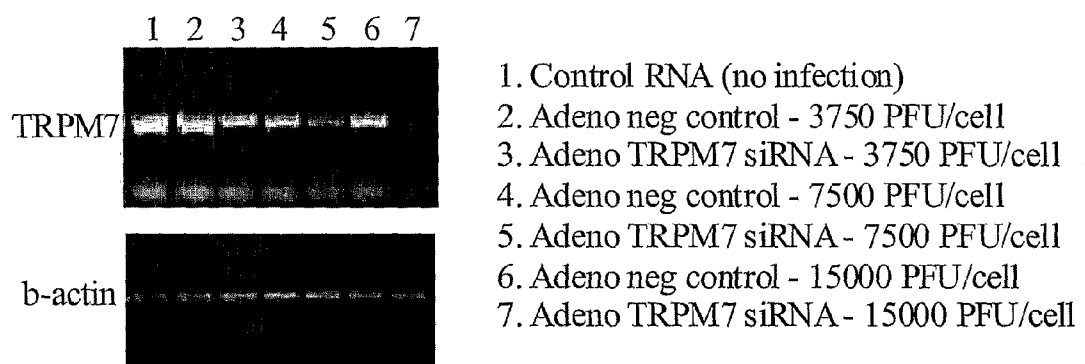 1 2 3 4 5 6 7
TRPM7
b-actin
1. Control RNA (no infection)
2. Adeno neg control - 3750 PFU/cell
3. Adeno TRPM7 siRNA - 3750 PFU/cell
4. Adeno neg control - 7500 PFU/cell
5. Adeno TRPM7 siRNA - 7500 PFU/cell
6. Adeno neg control - 15000 PFU/cell
7. Adeno TRPM7 siRNA - 15000 PFU/cell